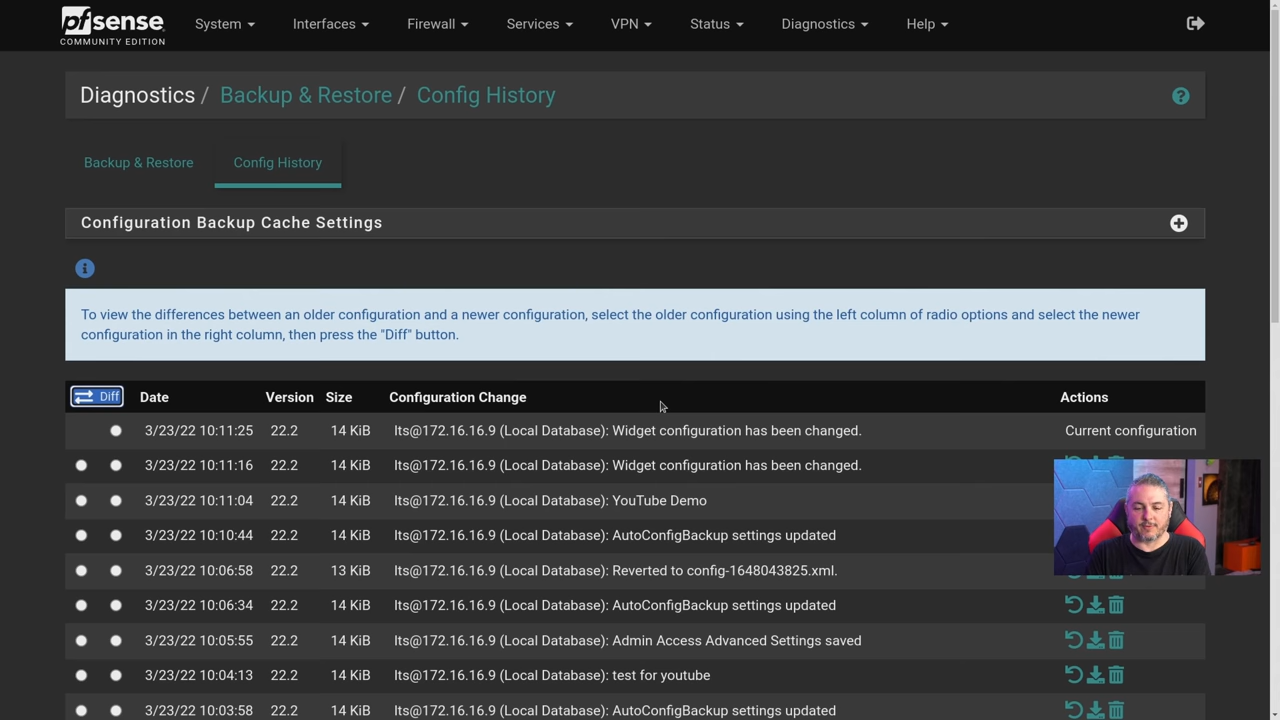 pfsense
COMMUNITY EDITION
System
Interfaces
Firewall
Services
VPN
Status
Diagnostics
Help
Diagnostics / Backup & Restore / Config History
Backup & Restore
Config History
Configuration Backup Cache Settings
To view the differences between an older configuration and a newer configuration, select the older configuration using the left column of radio options and select the newer
configuration in the right column, then press the "Diff" button.
Diff Date Version Size Configuration Change Actions
3/23/22 10:11:25 22.2 14 KiB lts@172.16.16.9 (Local Database): Widget configuration has been changed. Current configuration
3/23/22 10:11:16 22.2 14 KiB lts@172.16.16.9 (Local Database): Widget configuration has been changed.
3/23/22 10:11:04 22.2 14 KiB lts@172.16.16.9 (Local Database): YouTube Demo
3/23/22 10:10:44 22.2 14 KiB lts@172.16.16.9 (Local Database): AutoConfigBackup settings updated
3/23/22 10:06:58 22.2 13 KiB lts@172.16.16.9 (Local Database): Reverted to config-1648043825.xml.
3/23/22 10:06:34 22.2 14 KiB lts@172.16.16.9 (Local Database): AutoConfigBackup settings updated
3/23/22 10:05:55 22.2 14 KiB lts@172.16.16.9 (Local Database): Admin Access Advanced Settings saved
3/23/22 10:04:13 22.2 14 KiB lts@172.16.16.9 (Local Database): test for youtube
3/23/22 10:03:58 22.2 14 KiB lts@172.16.16.9 (Local Database): AutoConfigBackup settings updated